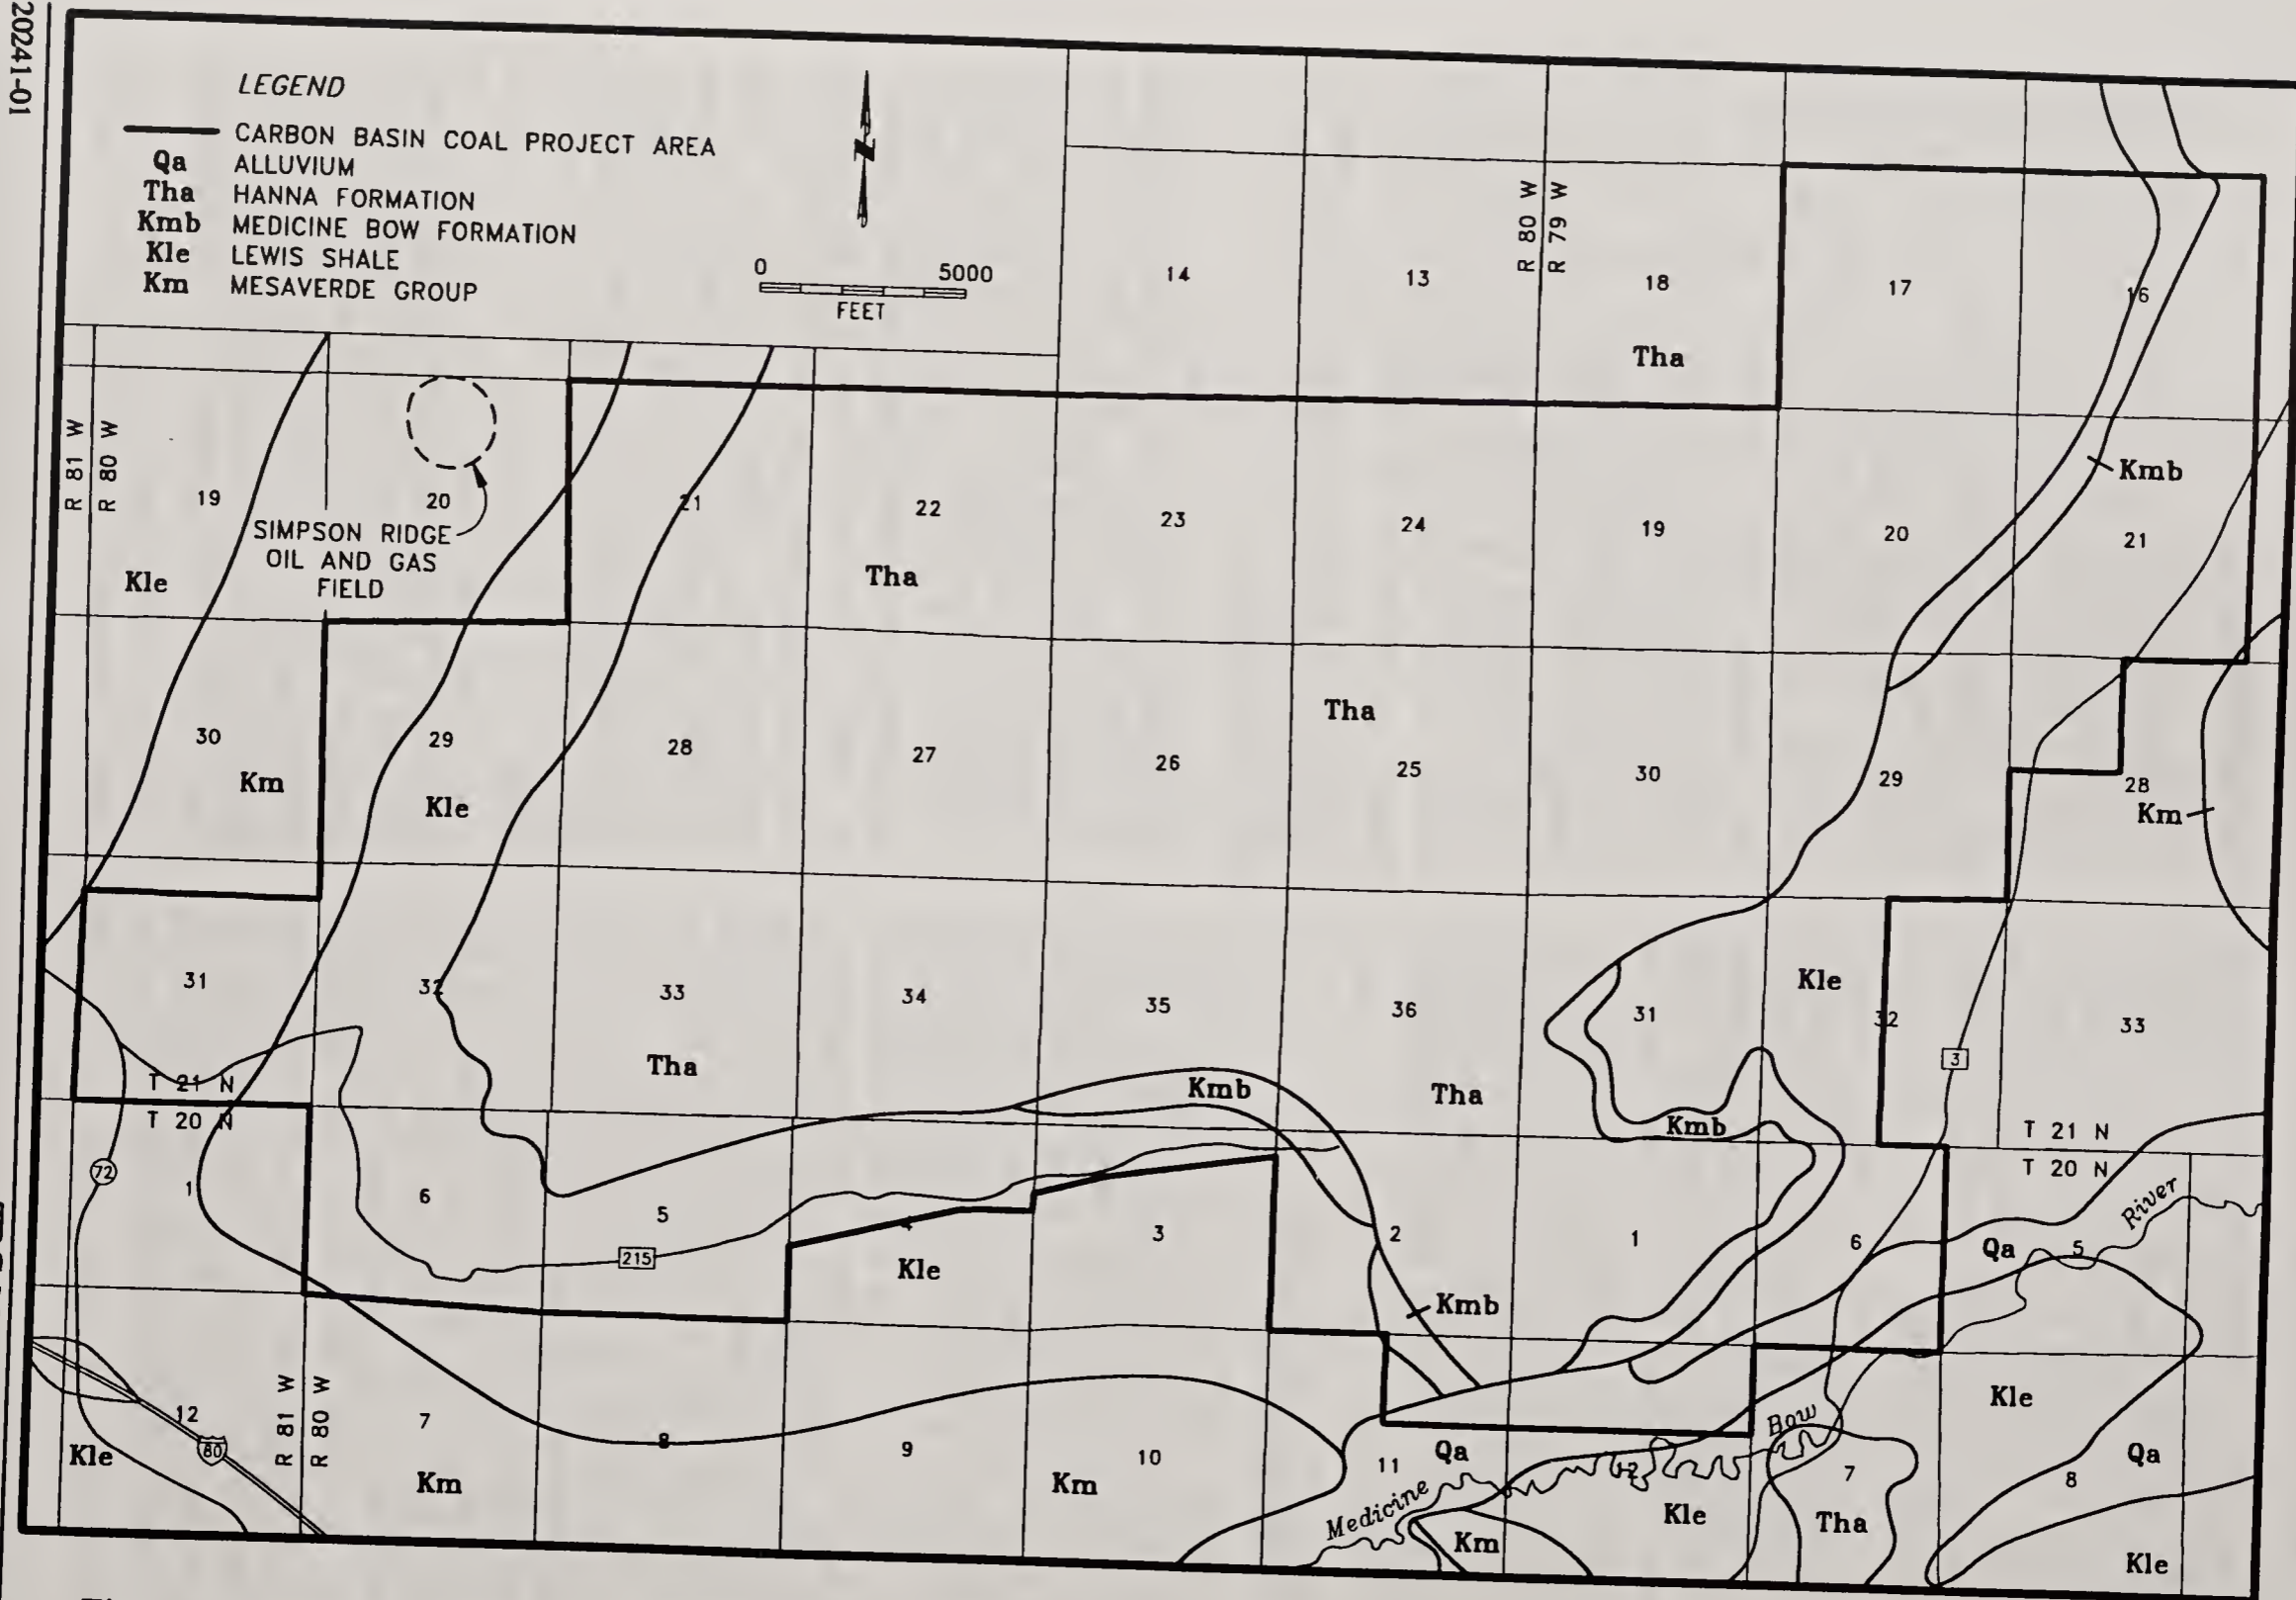 20241-01
LEGEND
CARBON BASIN COAL PROJECT AREA
Qa ALLUVIUM
Tha HANNA FORMATION
Kmb MEDICINE BOW FORMATION
Kle LEWIS SHALE
Km MESAVERDE GROUP
N
0 5000
FEET
R 80 W
R 79 W
14 13 18 17 16
Tha
R 81 W
R 80 W
19 20 21 22 23 24 19 20 21
Kmb
SIMPSON RIDGE
OIL AND GAS
FIELD
Kle
Tha
Tha
30 29 28 27 26 25 30 29 28
Km
Kle
Km
31 32 33 34 35 36 31 32 33
Kle
3
Tha
Kmb
Tha
Kmb
T 21 N
T 20 N
T 21 N
T 20 N
72
1 6 5 4 3 2 1 6 5
215
Kle
Qa
River
Kmb
R 81 W
R 80 W
12 7 8 9 10 11 12 7 8
80
Kle
Km
Km
Qa
Medicine
Bow
Kle
Qa
Km
Kle
Tha
Kle